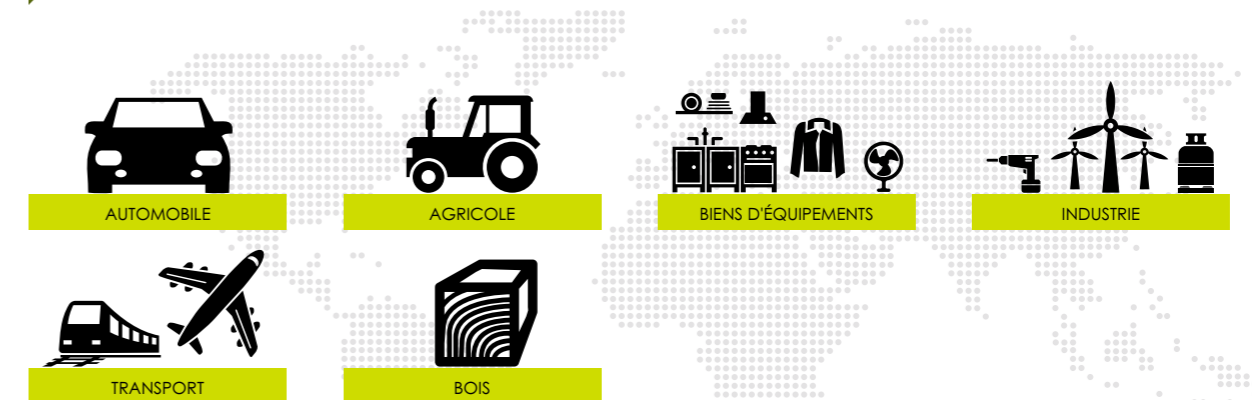 AUTOMOBILE
AGRICOLE
BIENS D'ÉQUIPEMENTS
INDUSTRIE
TRANSPORT
BOIS